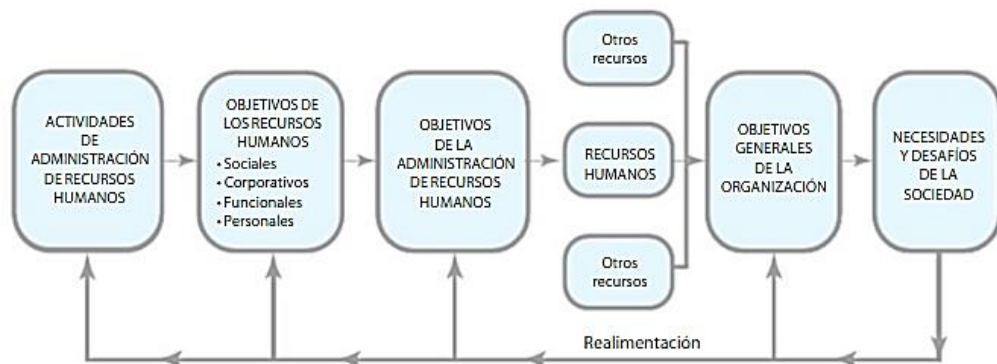 ACTIVIDADES
DE
ADMINISTRACIÓN
DE RECURSOS
HUMANOS
OBJETIVOS DE
LOS RECURSOS
HUMANOS
• Sociales
• Corporativos
• Funcionales
• Personales
OBJETIVOS
DE LA
ADMINISTRACIÓN
DE RECURSOS
HUMANOS
Otros
recursos
RECURSOS
HUMANOS
Otros
recursos
OBJETIVOS
GENERALES
DE LA
ORGANIZACIÓN
NECESIDADES
Y DESAFÍOS
DE LA
SOCIEDAD
Realimentación